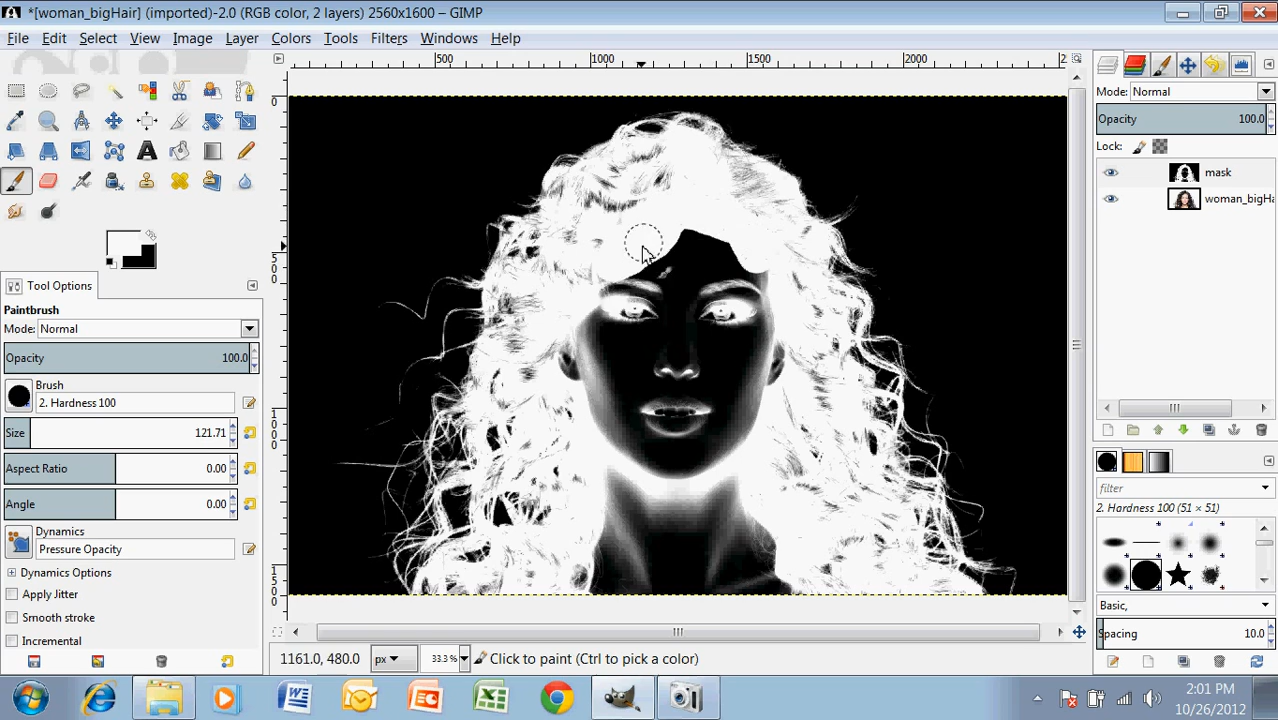 *[woman_bigHair] (imported)-2.0 (RGB color, 2 layers) 2560x1600 – GIMP
File Edit Select View Image Layer Colors Tools Filters Windows Help
500 1000 1500 2000 2
0
500
1000
1500
Tool Options
Paintbrush
Mode: Normal
Opacity 100.0
Brush
2. Hardness 100
Size 121.71
Aspect Ratio 0.00
Angle 0.00
Dynamics
Pressure Opacity
Dynamics Options
Apply Jitter
Smooth stroke
Incremental
1161.0, 480.0 px 33.3 % Click to paint (Ctrl to pick a color)
Mode: Normal
Opacity 100.0
Lock:
mask
woman_bigHa
filter
2. Hardness 100 (51 × 51)
Basic,
Spacing 10.0
2:01 PM
10/26/2012